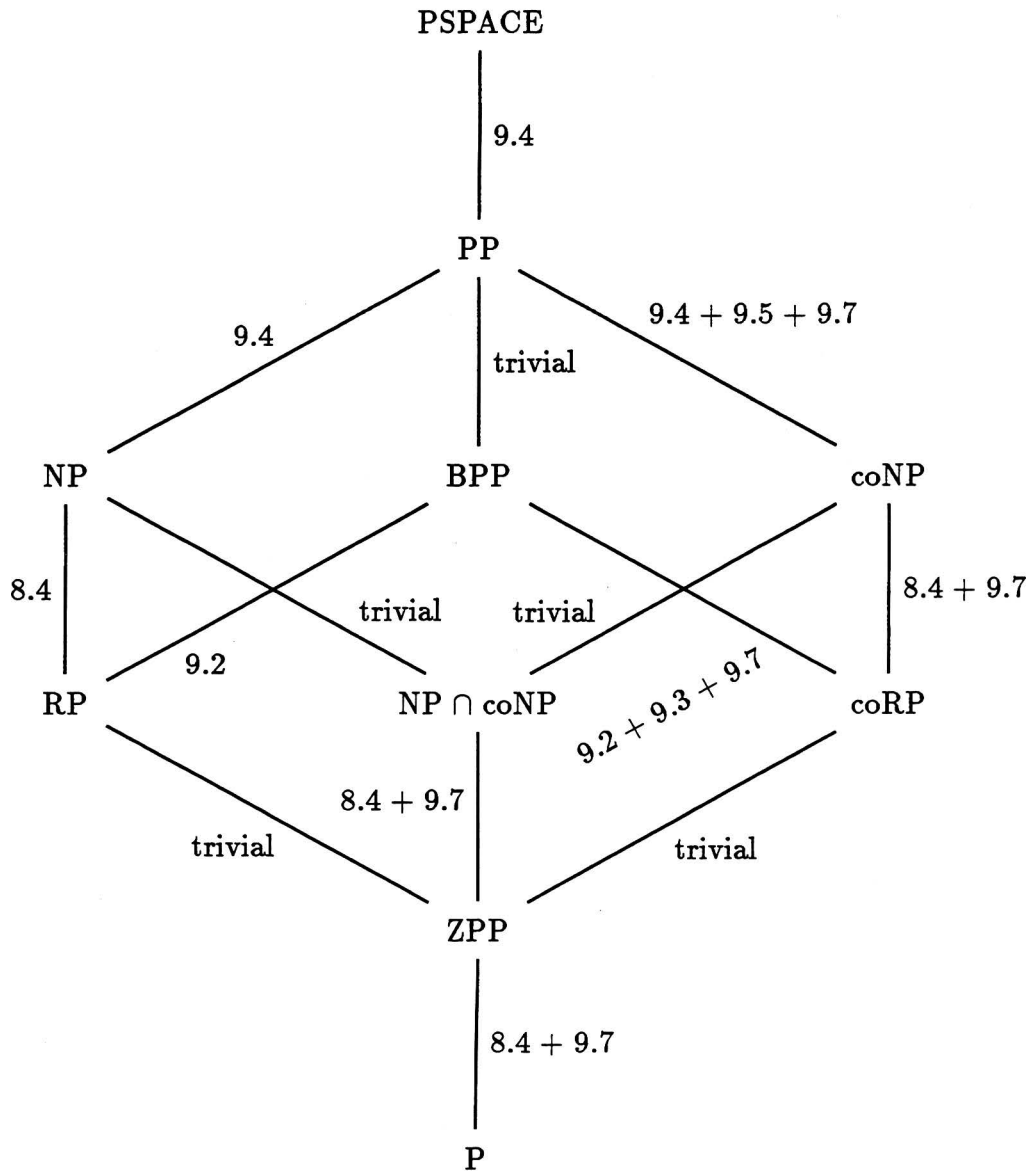 PSPACE
9.4
PP
9.4
trivial
9.4 + 9.5 + 9.7
NP
BPP
coNP
8.4
trivial
trivial
8.4 + 9.7
9.2
9.2 + 9.3 + 9.7
RP
NP ∩ coNP
coRP
8.4 + 9.7
trivial
trivial
ZPP
8.4 + 9.7
P